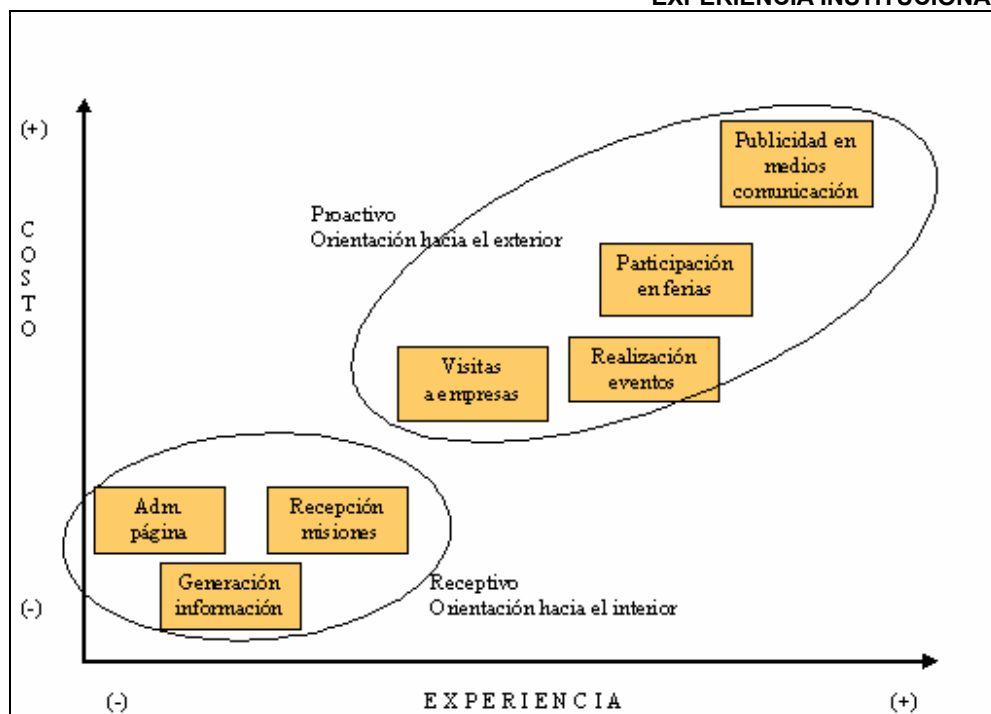 EXPERIENCIA INSTITUCIONA
(+)
Publicidad en
medios
comunicación
Proactivo
Orientación hacia el exterior
C
O
S
T
O
Participación
en ferias
Visitas
a empresas
Realización
eventos
Adm.
página
Recepción
misiones
Generación
información
Receptivo
Orientación hacia el interior
(-)
(-)
EXPERIENCIA
(+)